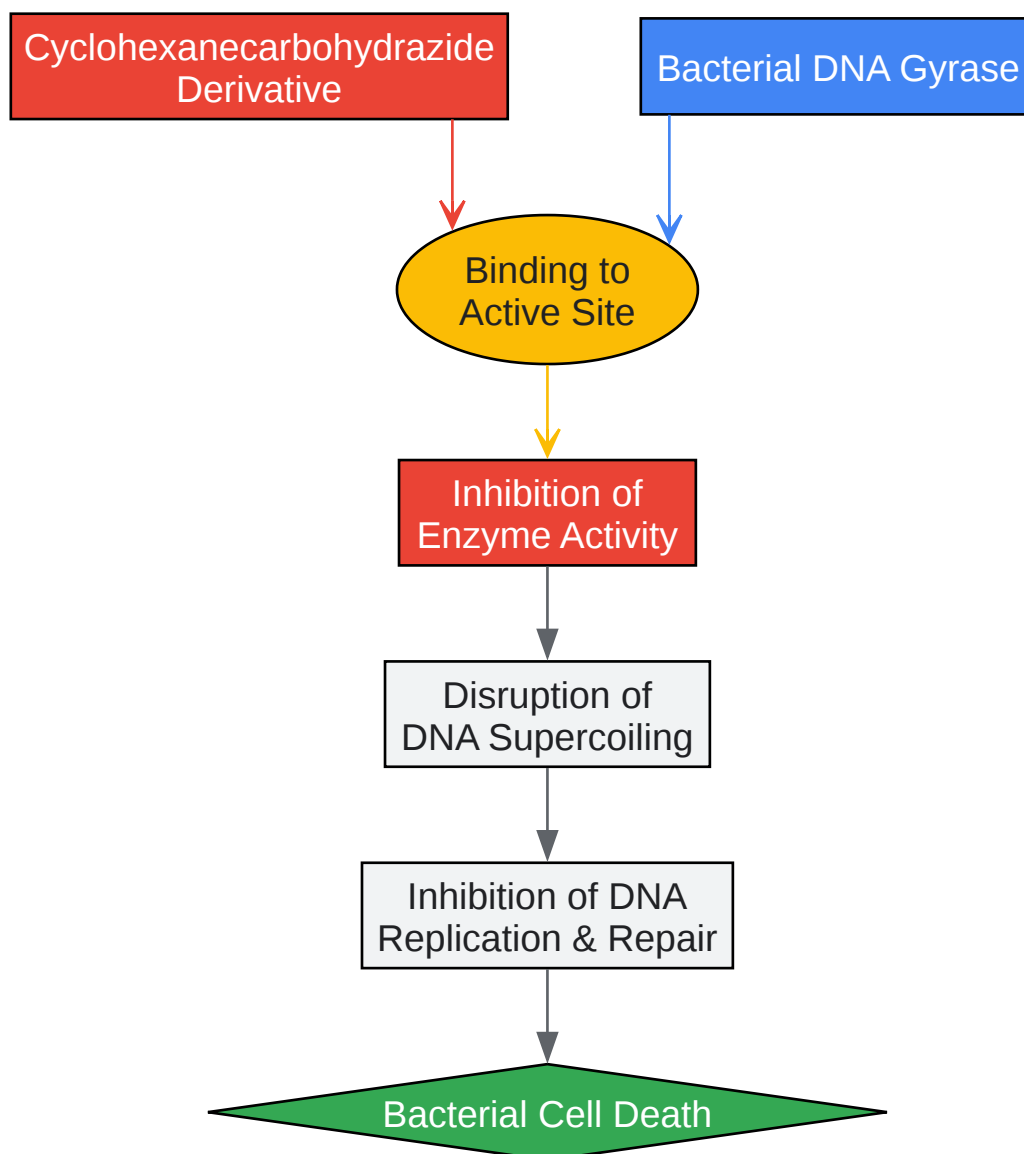 Cyclohexanecarbohydrazide
Derivative
Bacterial DNA Gyrase
Binding to
Active Site
Inhibition of
Enzyme Activity
Disruption of
DNA Supercoiling
Inhibition of DNA
Replication & Repair
Bacterial Cell Death